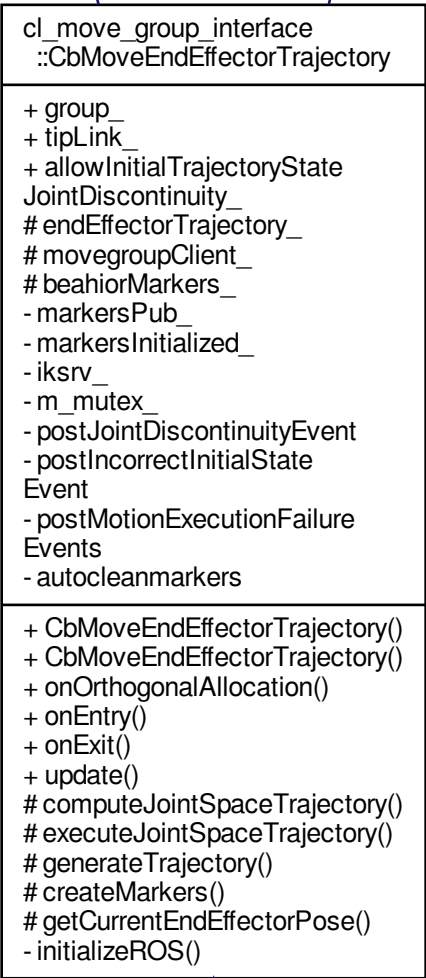 cl_move_group_interface
::CbMoveEndEffectorTrajectory
+ group_
+ tipLink_
+ allowInitialTrajectoryState
JointDiscontinuity_
# endEffectorTrajectory_
# movegroupClient_
# beahiorMarkers_
- markersPub_
- markersInitialized_
- iksrv_
- m_mutex_
- postJointDiscontinuityEvent
- postIncorrectInitialState
Event
- postMotionExecutionFailure
Events
- autocleanmarkers
+ CbMoveEndEffectorTrajectory()
+ CbMoveEndEffectorTrajectory()
+ onOrthogonalAllocation()
+ onEntry()
+ onExit()
+ update()
# computeJointSpaceTrajectory()
# executeJointSpaceTrajectory()
# generateTrajectory()
# createMarkers()
# getCurrentEndEffectorPose()
- initializeROS()